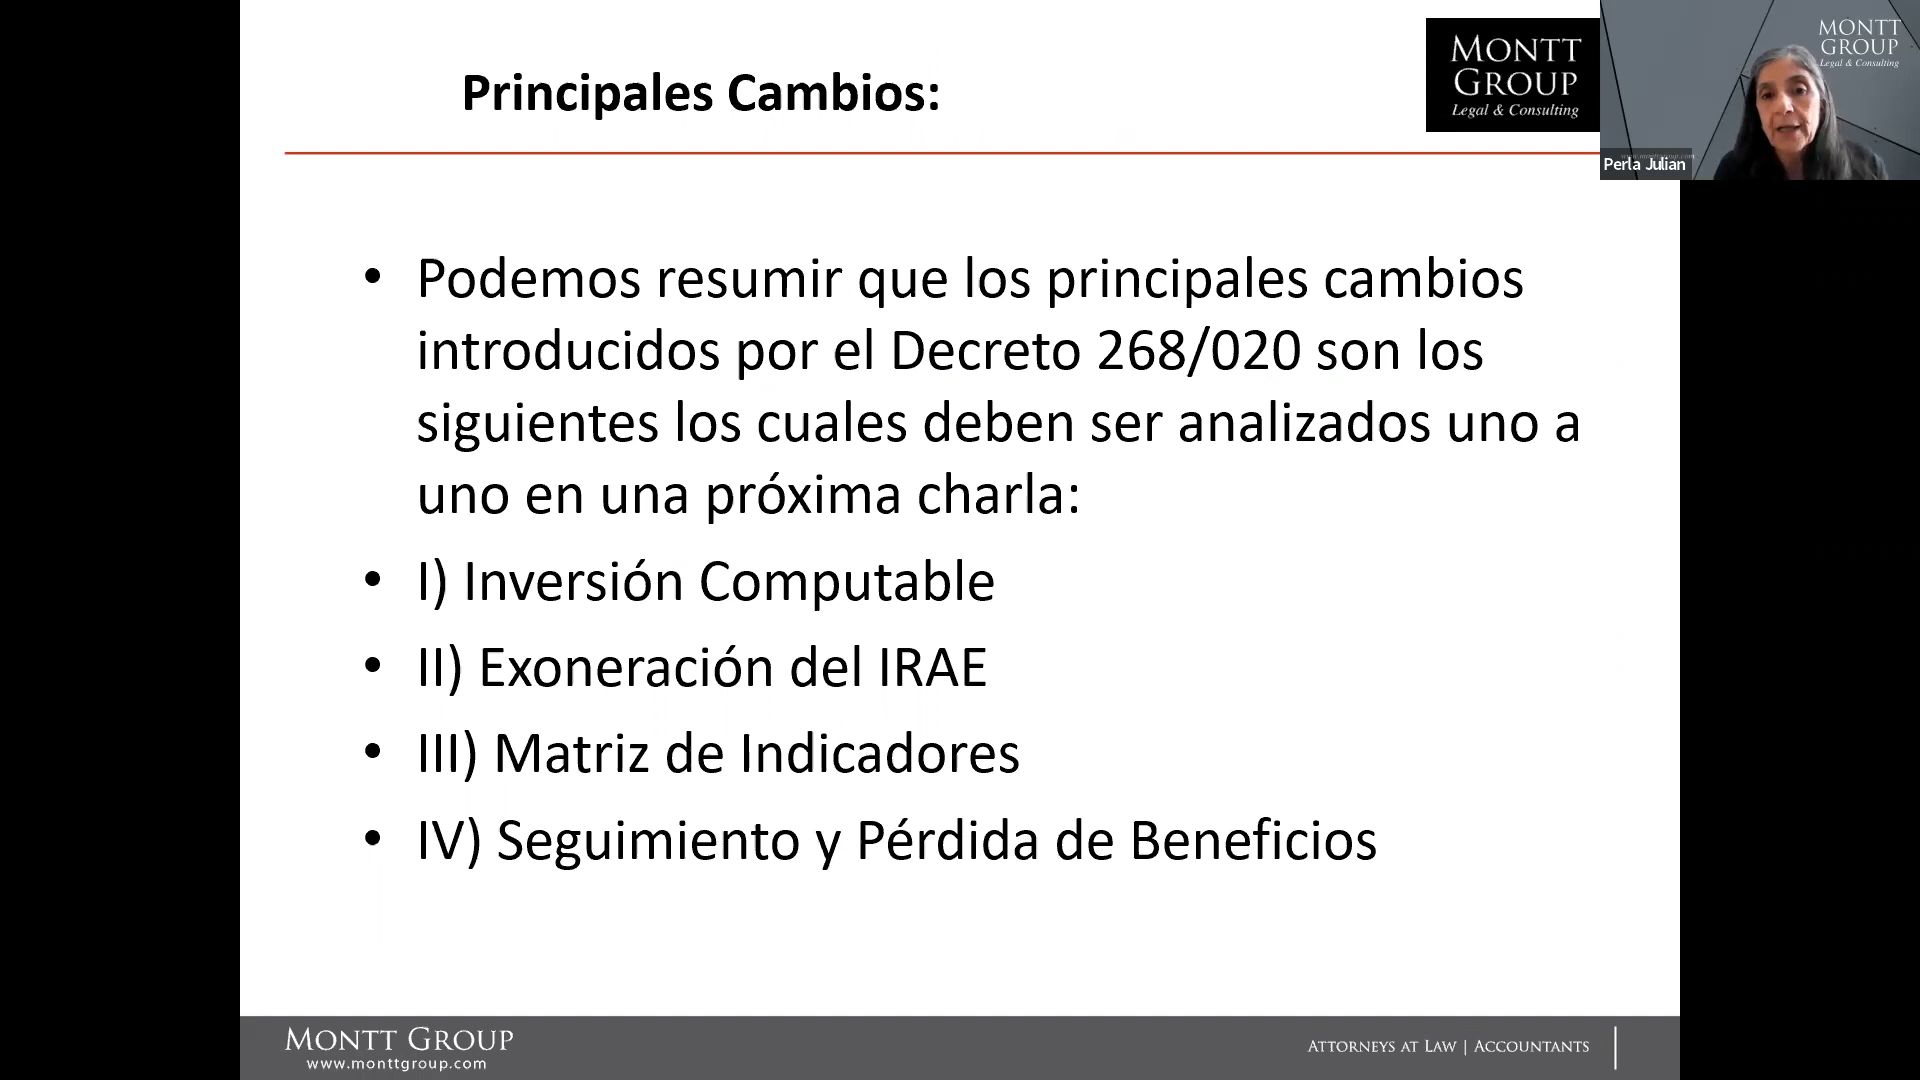 Principales Cambios:
MONTT
GROUP
Legal & Consulting
MONTT
GROUP
Legal & Consulting
Perla Julian
• Podemos resumir que los principales cambios
introducidos por el Decreto 268/020 son los
siguientes los cuales deben ser analizados uno a
uno en una próxima charla:
• I) Inversión Computable
• II) Exoneración del IRAE
• III) Matriz de Indicadores
• IV) Seguimiento y Pérdida de Beneficios
MONTT GROUP
www.monttgroup.com
ATTORNEYS AT LAW | ACCOUNTANTS